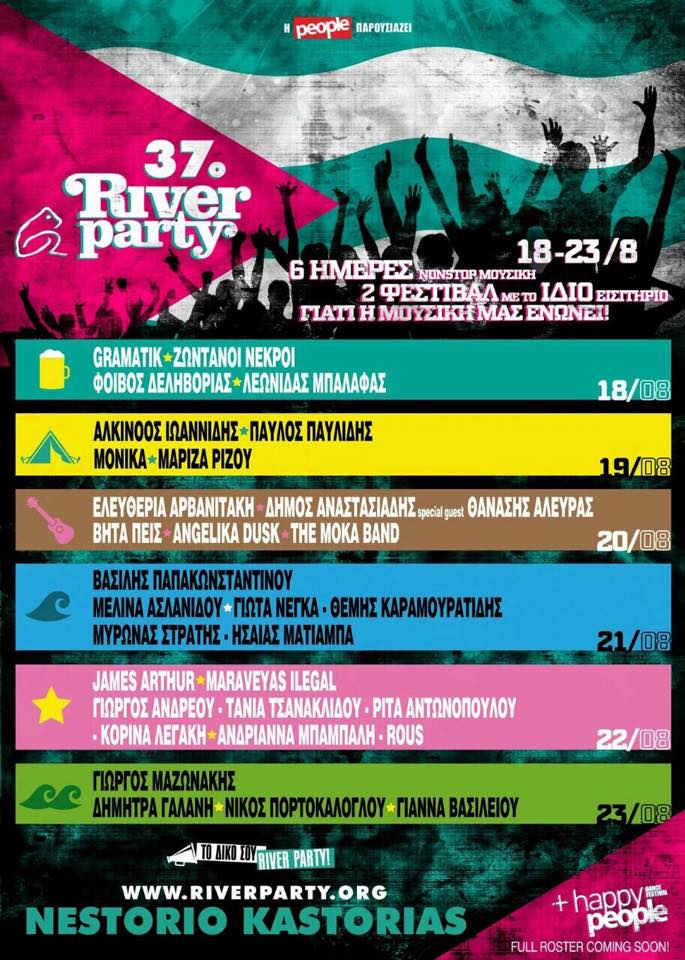 Η people ΠΑΡΟΥΣΙΑΖΕΙ
37ο
River
party
18-23/8
6 ΗΜΕΡΕΣ NONSTOP ΜΟΥΣΙΚΗ
2 ΦΕΣΤΙΒΑΛ ΜΕ ΤΟ ΙΔΙΟ ΕΙΣΙΤΗΡΙΟ
ΓΙΑΤΙ Η ΜΟΥΣΙΚΗ ΜΑΣ ΕΝΩΝΕΙ!
GRAMATIK★ΖΩΝΤΑΝΟΙ ΝΕΚΡΟΙ
ΦΟΙΒΟΣ ΔΕΛΗΒΟΡΙΑΣ★ΛΕΩΝΙΔΑΣ ΜΠΑΛΑΦΑΣ
18/08
ΑΛΚΙΝΟΟΣ ΙΩΑΝΝΙΔΗΣ★ΠΑΥΛΟΣ ΠΑΥΛΙΔΗΣ
ΜΟΝΙΚΑ★ΜΑΡΙΖΑ ΡΙΖΟΥ
19/08
ΕΛΕΥΘΕΡΙΑ ΑΡΒΑΝΙΤΑΚΗ★ΔΗΜΟΣ ΑΝΑΣΤΑΣΙΑΔΗΣ special guest ΘΑΝΑΣΗΣ ΑΛΕΥΡΑΣ
ΒΗΤΑ ΠΕΙΣ★ANGELIKA DUSK★THE MOKA BAND
20/08
ΒΑΣΙΛΗΣ ΠΑΠΑΚΩΝΣΤΑΝΤΙΝΟΥ
ΜΕΛΙΝΑ ΑΣΛΑΝΙΔΟΥ★ΓΙΩΤΑ ΝΕΓΚΑ - ΘΕΜΗΣ ΚΑΡΑΜΟΥΡΑΤΙΔΗΣ
ΜΥΡΩΝΑΣ ΣΤΡΑΤΗΣ - ΗΣΑΙΑΣ ΜΑΤΙΑΜΠΑ
21/08
JAMES ARTHUR★MARAVEYAS ILEGAL
ΓΙΩΡΓΟΣ ΑΝΔΡΕΟΥ - ΤΑΝΙΑ ΤΣΑΝΑΚΛΙΔΟΥ - ΡΙΤΑ ΑΝΤΩΝΟΠΟΥΛΟΥ
- ΚΟΡΙΝΑ ΛΕΓΑΚΗ★ΑΝΔΡΙΑΝΝΑ ΜΠΑΜΠΑΛΗ - ROUS
22/08
ΓΙΩΡΓΟΣ ΜΑΖΩΝΑΚΗΣ
ΔΗΜΗΤΡΑ ΓΑΛΑΝΗ★ΝΙΚΟΣ ΠΟΡΤΟΚΑΛΟΓΛΟΥ★ΓΙΑΝΝΑ ΒΑΣΙΛΕΙΟΥ
23/08
ΤΟ ΔΙΚΟ ΣΟΥ RIVER PARTY!
WWW.RIVERPARTY.ORG
NESTORIO KASTORIAS
+ happy people DANCE FESTIVAL
FULL ROSTER COMING SOON!